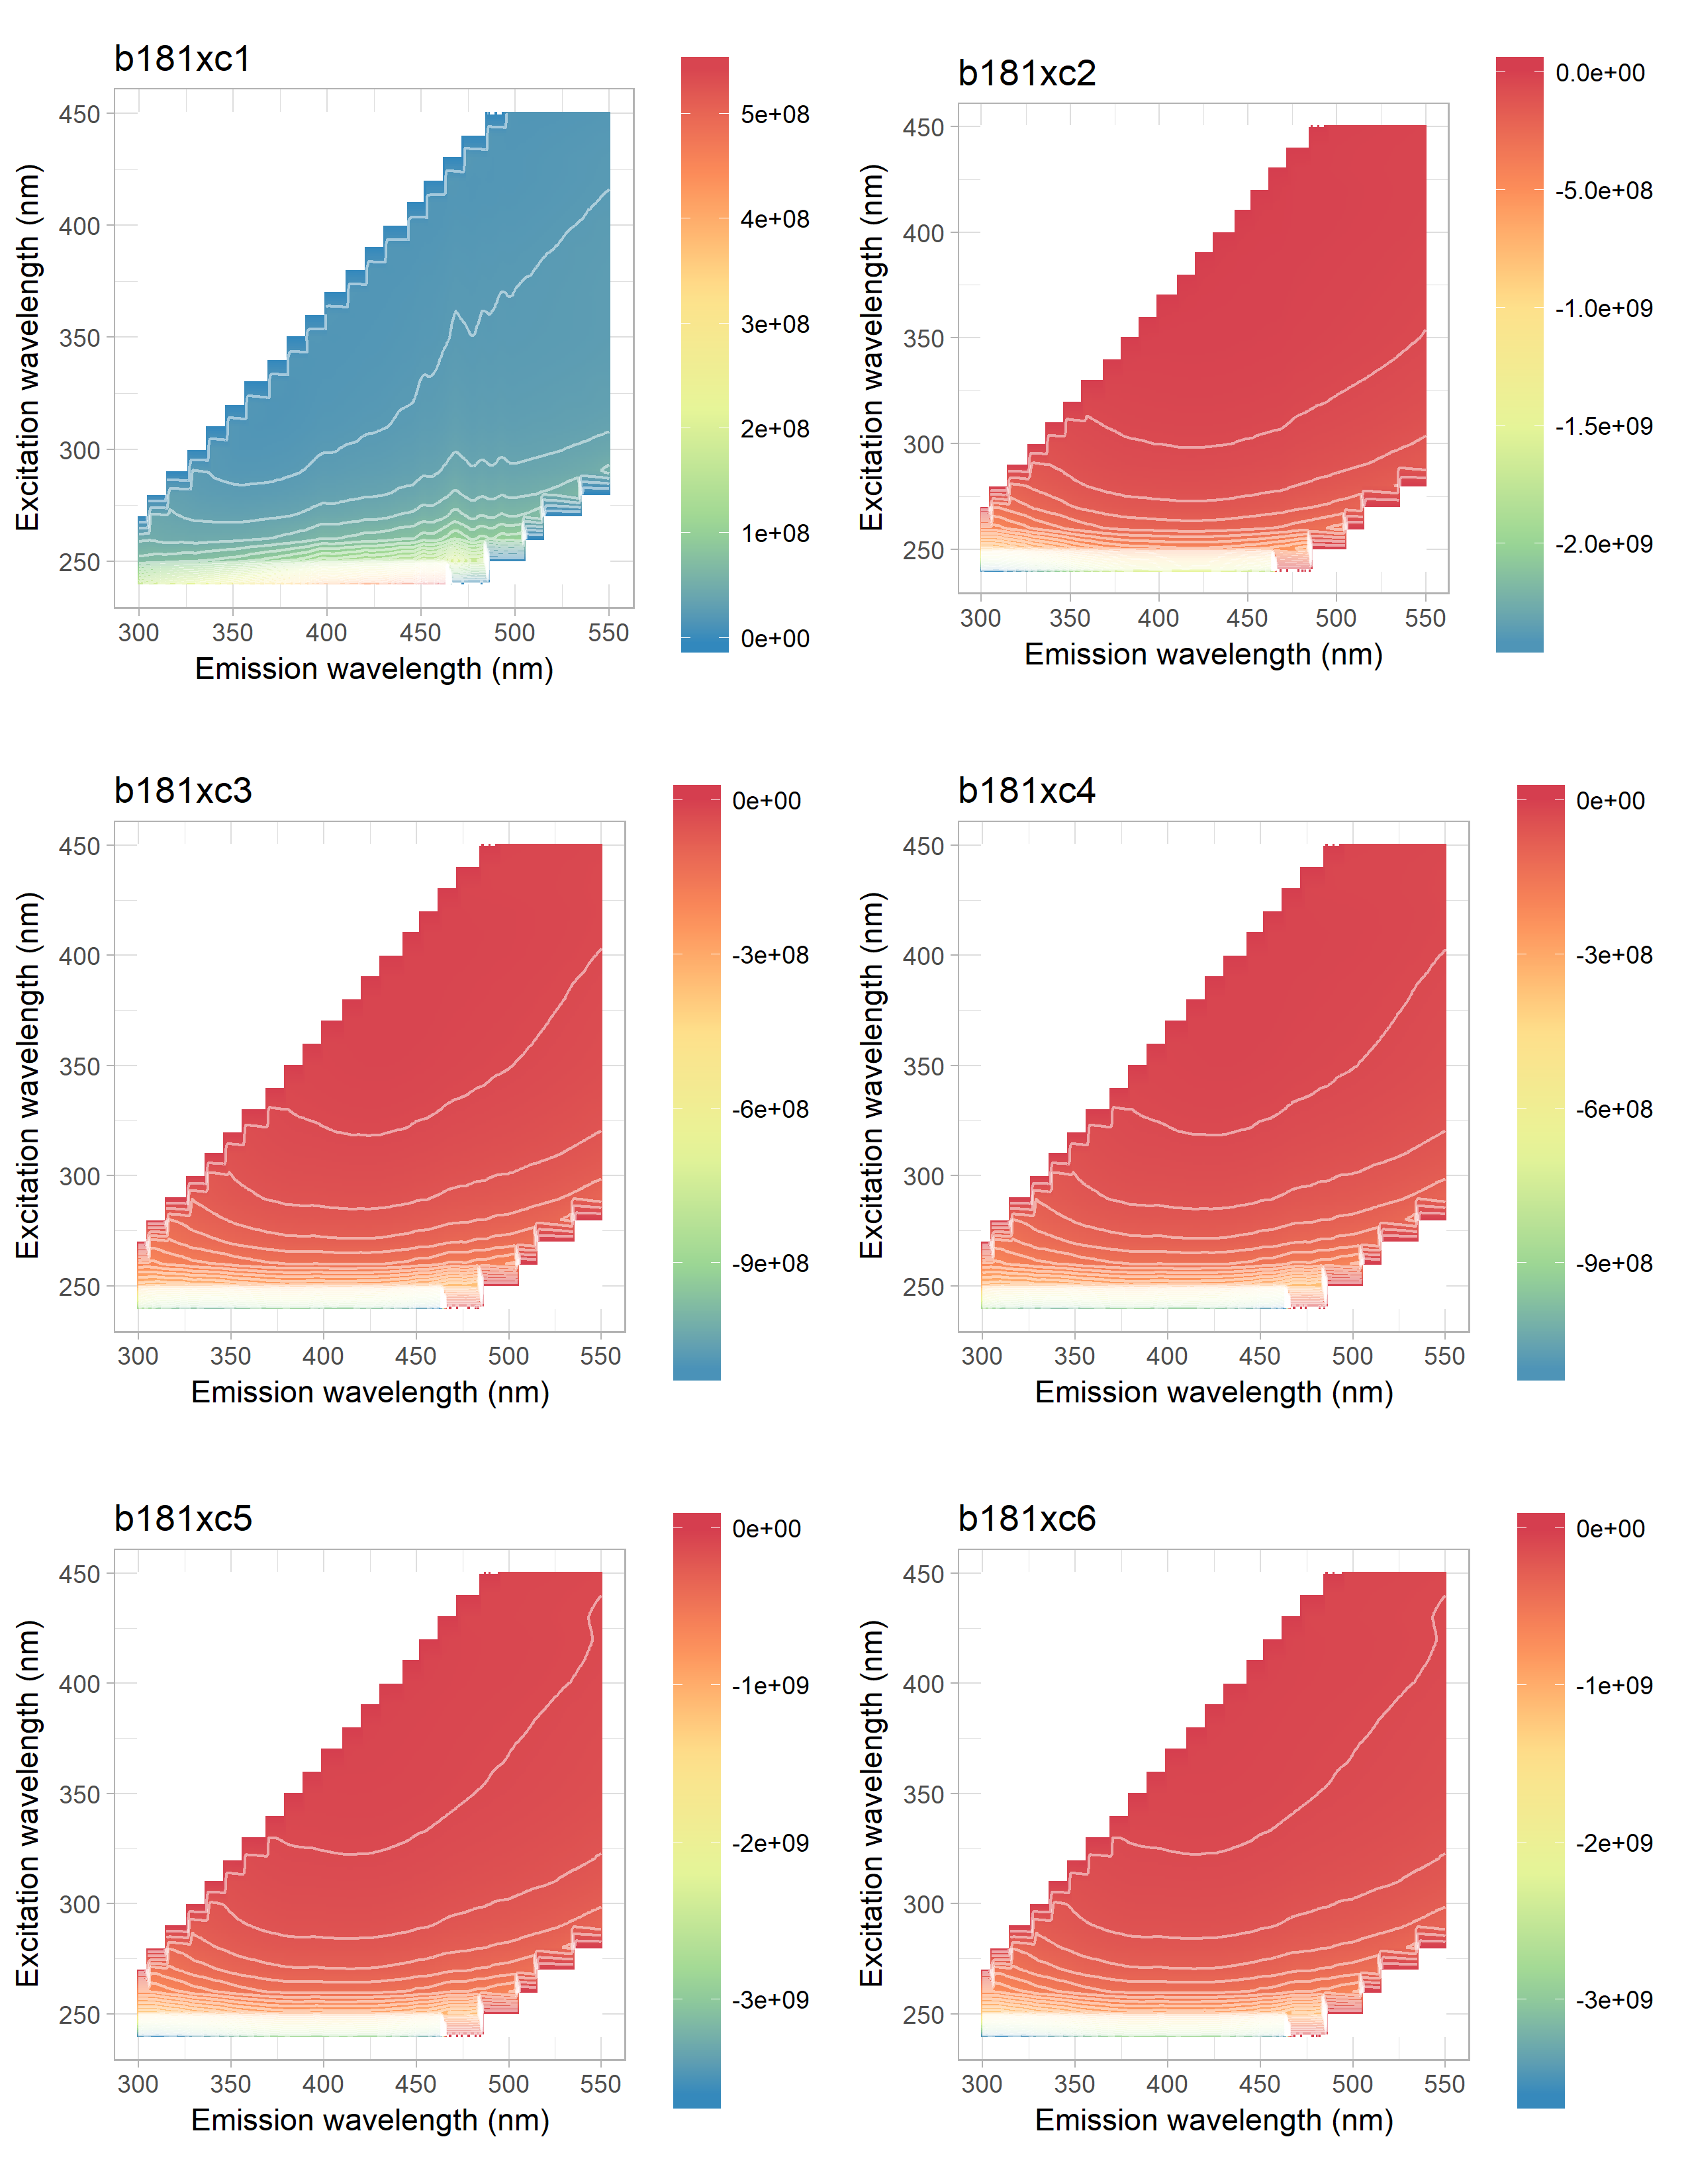 b181xc1
450
400
350
300
250
300 350 400 450 500 550
Emission wavelength (nm)
Excitation wavelength (nm)
5e+08
4e+08
3e+08
2e+08
1e+08
0e+00
b181xc2
450
400
350
300
250
300 350 400 450 500 550
Emission wavelength (nm)
Excitation wavelength (nm)
0.0e+00
-5.0e+08
-1.0e+09
-1.5e+09
-2.0e+09
b181xc3
450
400
350
300
250
300 350 400 450 500 550
Emission wavelength (nm)
Excitation wavelength (nm)
0e+00
-3e+08
-6e+08
-9e+08
b181xc4
450
400
350
300
250
300 350 400 450 500 550
Emission wavelength (nm)
Excitation wavelength (nm)
0e+00
-3e+08
-6e+08
-9e+08
b181xc5
450
400
350
300
250
300 350 400 450 500 550
Emission wavelength (nm)
Excitation wavelength (nm)
0e+00
-1e+09
-2e+09
-3e+09
b181xc6
450
400
350
300
250
300 350 400 450 500 550
Emission wavelength (nm)
Excitation wavelength (nm)
0e+00
-1e+09
-2e+09
-3e+09